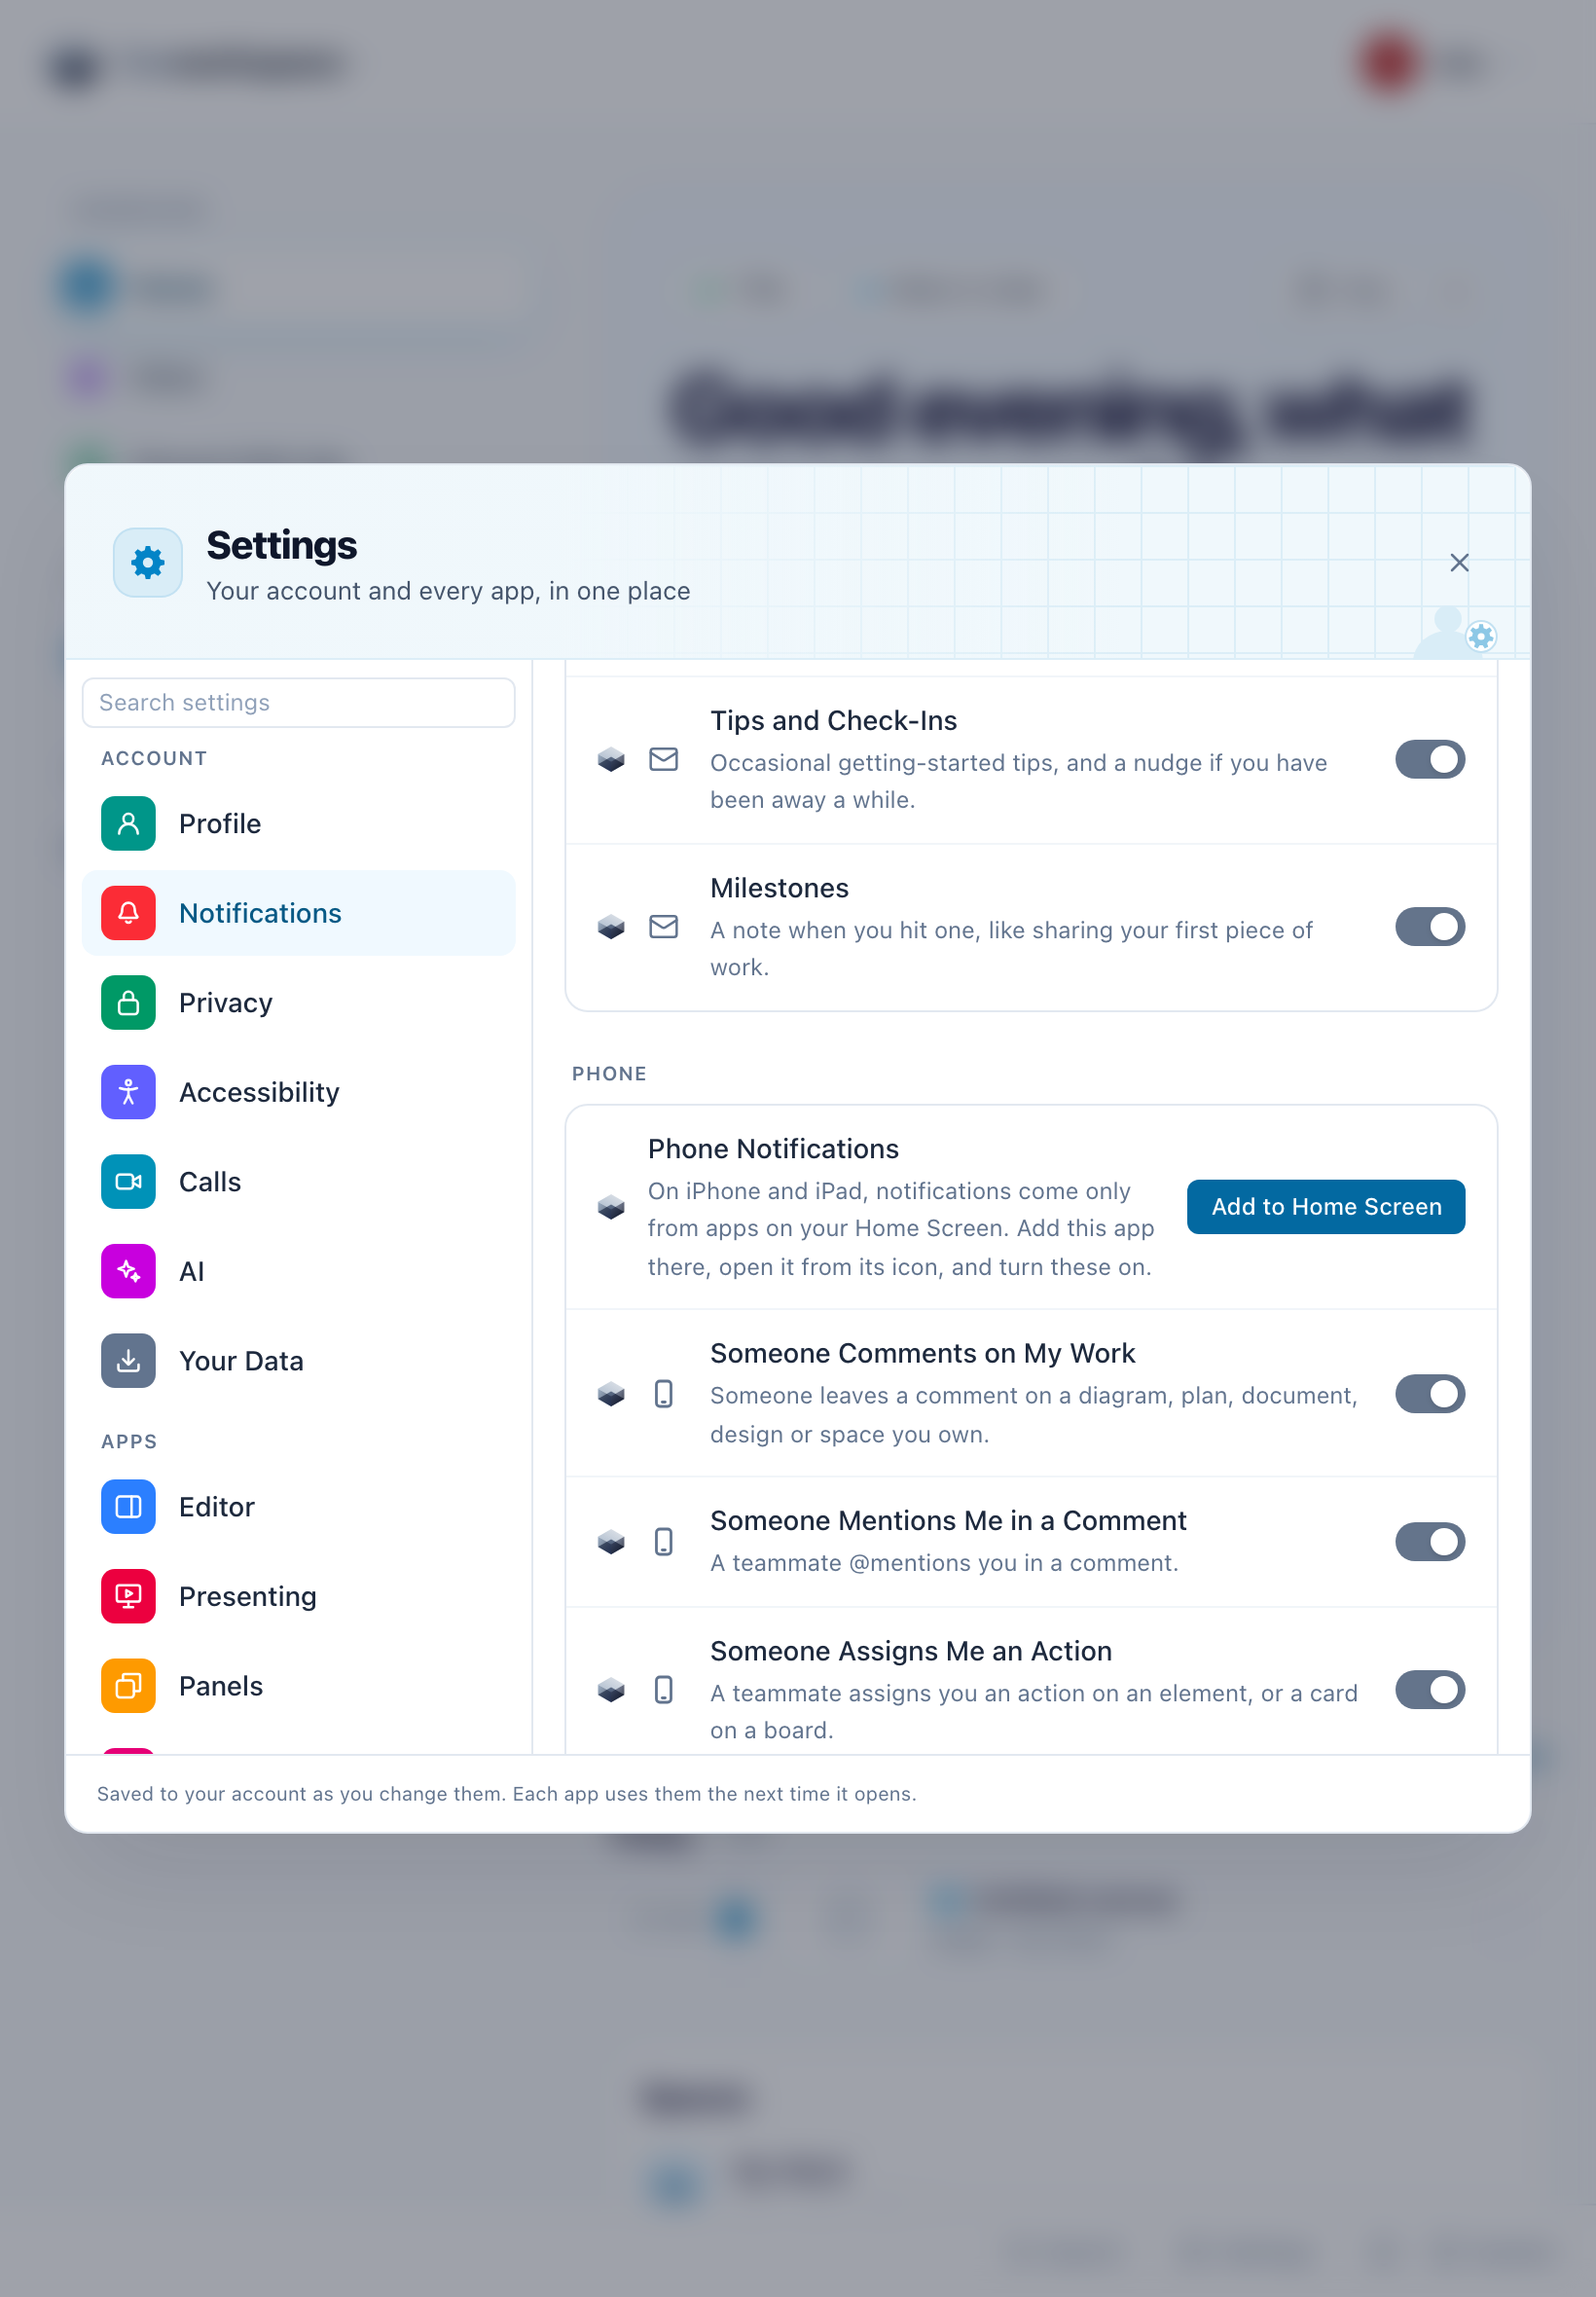 Good evening, what
Settings
Your account and every app, in one place
Search settings
ACCOUNT
Profile
Notifications
Privacy
Accessibility
Calls
AI
Your Data
APPS
Editor
Presenting
Panels
Tips and Check-Ins
Occasional getting-started tips, and a nudge if you have
been away a while.
Milestones
A note when you hit one, like sharing your first piece of
work.
PHONE
Phone Notifications
On iPhone and iPad, notifications come only
from apps on your Home Screen. Add this app
there, open it from its icon, and turn these on.
Add to Home Screen
Someone Comments on My Work
Someone leaves a comment on a diagram, plan, document,
design or space you own.
Someone Mentions Me in a Comment
A teammate @mentions you in a comment.
Someone Assigns Me an Action
A teammate assigns you an action on an element, or a card
on a board.
Saved to your account as you change them. Each app uses them the next time it opens.